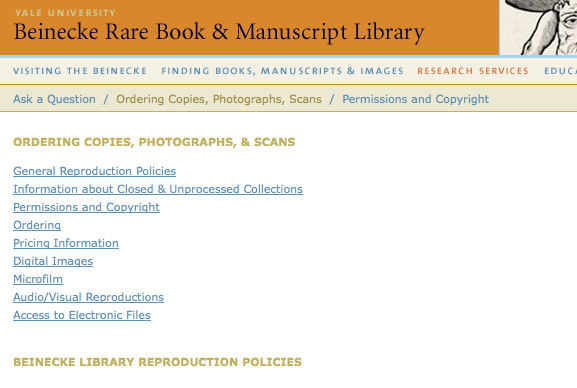 YALE UNIVERSITY
Beinecke Rare Book & Manuscript Library
VISITING THE BEINECKE FINDING BOOKS, MANUSCRIPTS & IMAGES RESEARCH SERVICES EDUCA
Ask a Question / Ordering Copies, Photographs, Scans / Permissions and Copyright
ORDERING COPIES, PHOTOGRAPHS, & SCANS
General Reproduction Policies
Information about Closed & Unprocessed Collections
Permissions and Copyright
Ordering
Pricing Information
Digital Images
Microfilm
Audio/Visual Reproductions
Access to Electronic Files
BEINECKE LIBRARY REPRODUCTION POLICIES